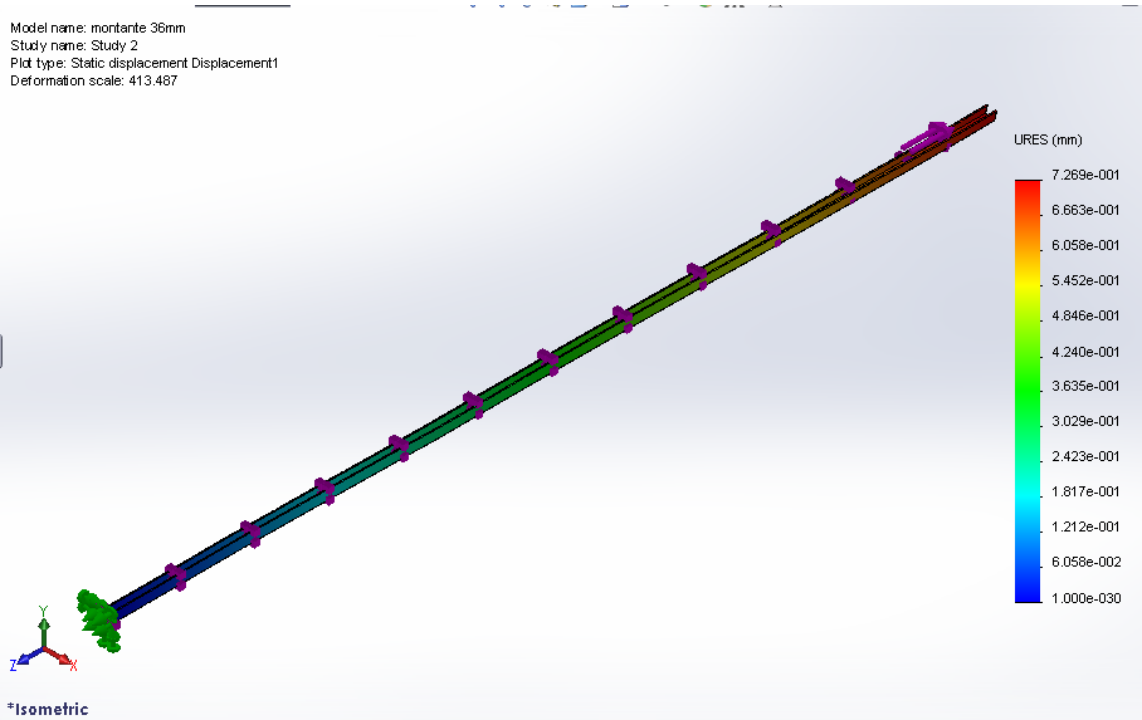 Model name: montante 36mm
Study name: Study 2
Plot type: Static displacement Displacement1
Deformation scale: 413.487
URES (mm)
7.269e-001
6.663e-001
6.058e-001
5.452e-001
4.846e-001
4.240e-001
3.635e-001
3.029e-001
2.423e-001
1.817e-001
1.212e-001
6.058e-002
1.000e-030
Y
Z
X
*Isometric